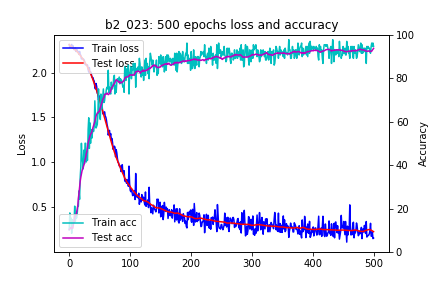 b2_023: 500 epochs loss and accuracy
Train loss
Test loss
Train acc
Test acc
Loss
2.0
1.5
1.0
0.5
Accuracy
100
80
60
40
20
0
0 100 200 300 400 500